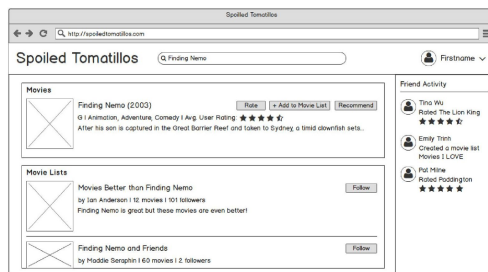 Spoiled Tomatillos
http://spoiledtomatillos.com
Spoiled Tomatillos
Finding Nemo
Firstname
Movies
Finding Nemo (2003)
Rate
+ Add to Movie List
Recommend
G | Animation, Adventure, Comedy | Avg. User Rating:
After his son is captured in the Great Barrier Reef and taken to Sydney, a timid clownfish sets...
Movie Lists
Movies Better than Finding Nemo
Follow
by Ian Anderson | 12 movies | 101 followers
Finding Nemo is great but these movies are even better!
Finding Nemo and Friends
Follow
by Maddie Seraphin | 60 movies | 2 followers
Friend Activity
Tina Wu
Rated The Lion King
Emily Trinh
Created a movie list
Movies I LOVE
Pat Milne
Rated Paddington